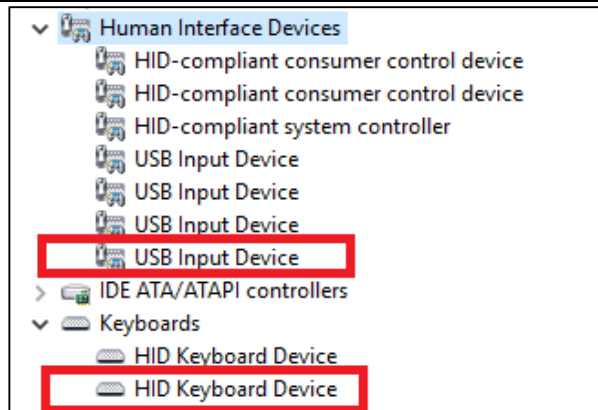 Human Interface Devices
HID-compliant consumer control device
HID-compliant consumer control device
HID-compliant system controller
USB Input Device
USB Input Device
USB Input Device
USB Input Device
IDE ATA/ATAPI controllers
Keyboards
HID Keyboard Device
HID Keyboard Device